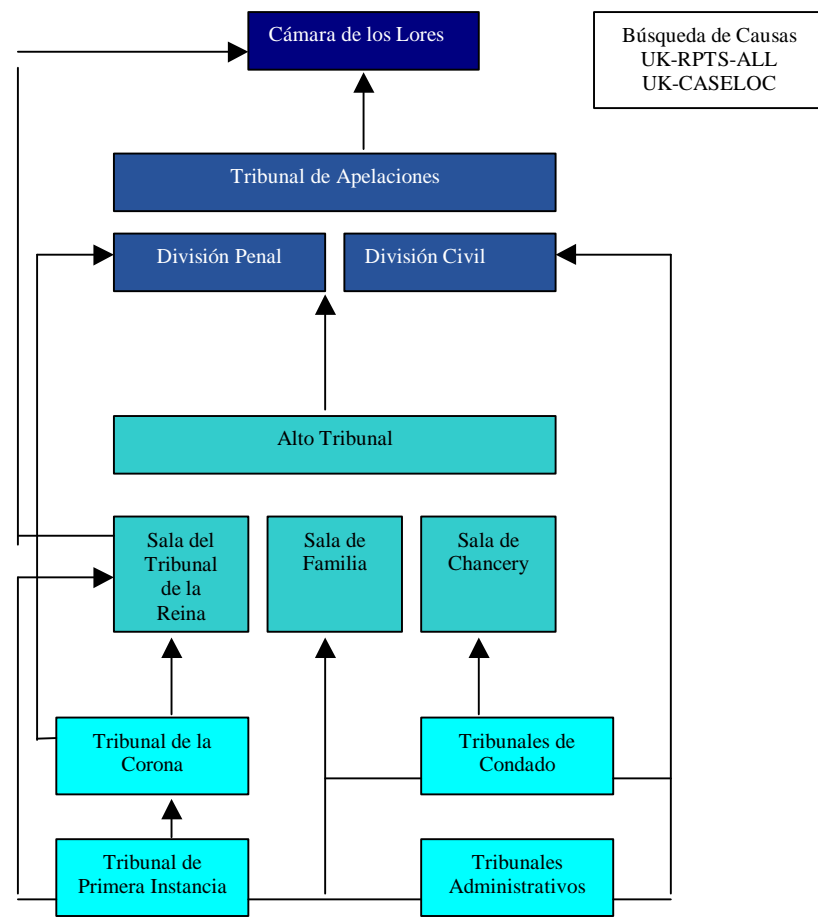 Cámara de los Lores
Búsqueda de Causas
UK-RPTS-ALL
UK-CASELOC
Tribunal de Apelaciones
División Penal
División Civil
Alto Tribunal
Sala del
Tribunal
de la
Reina
Sala de
Familia
Sala de
Chancery
Tribunal de la
Corona
Tribunales de
Condado
Tribunal de
Primera Instancia
Tribunales
Administrativos